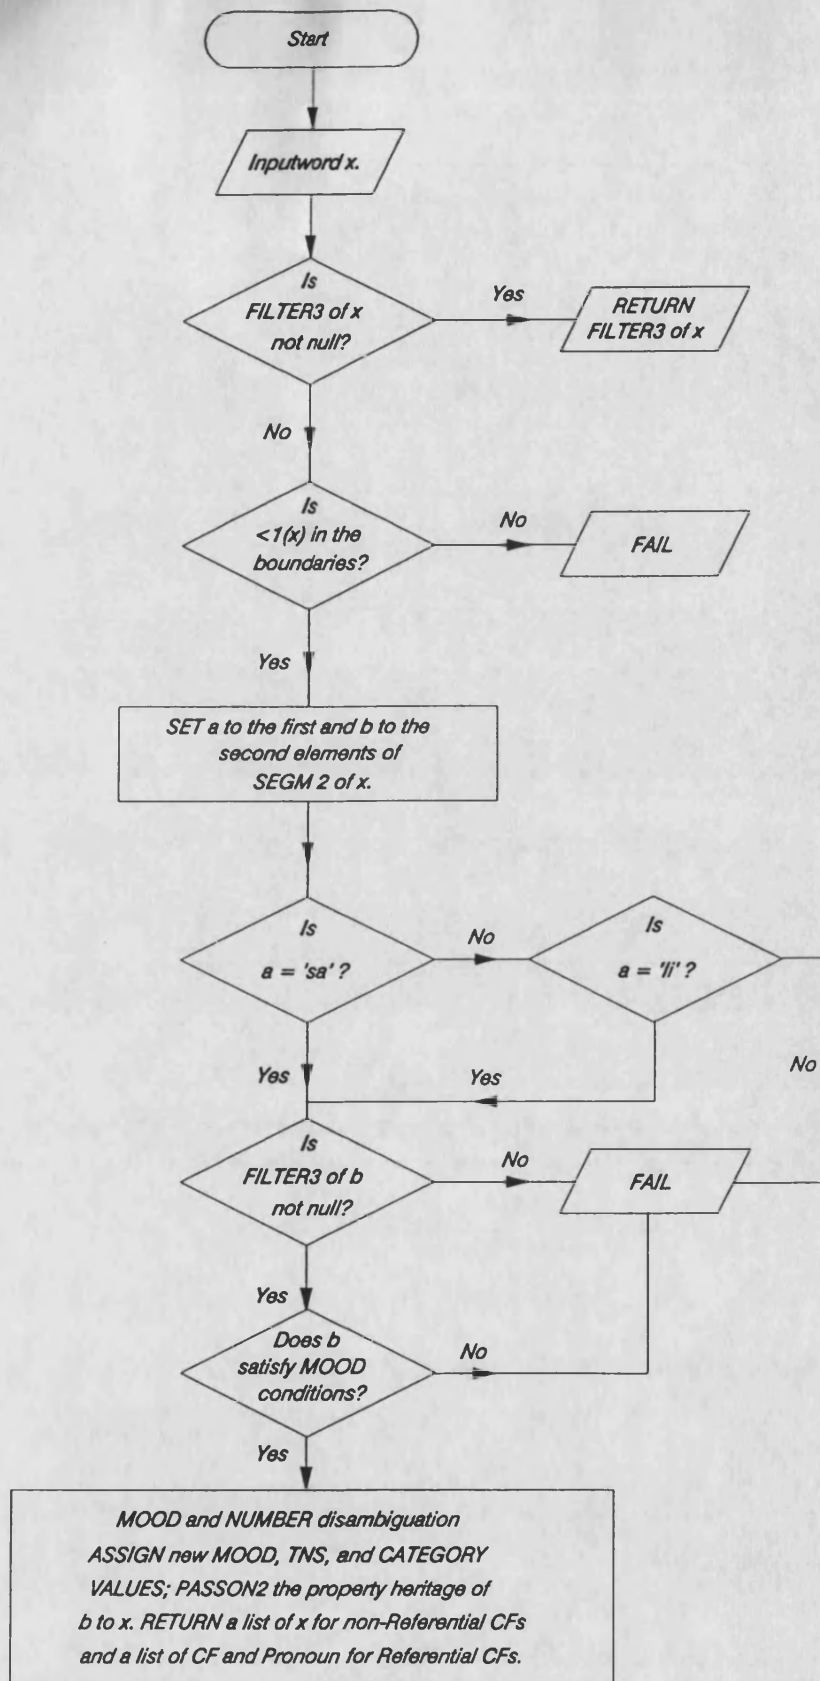 Start
Inputword x.
Is
FILTER3 of x
not null?
Yes
RETURN
FILTER3 of x
No
Is
<1(x) in the
boundaries?
No
FAIL
Yes
SET a to the first and b to the
second elements of
SEGM 2 of x.
Is
a = 'sa' ?
No
Is
a = 'li' ?
No
Yes
Yes
Is
FILTER3 of b
not null?
No
FAIL
Yes
Does b
satisfy MOOD
conditions?
No
Yes
MOOD and NUMBER disambiguation
ASSIGN new MOOD, TNS, and CATEGORY
VALUES; PASSON2 the property heritage of
b to x. RETURN a list of x for non-Referential CFs
and a list of CF and Pronoun for Referential CFs.